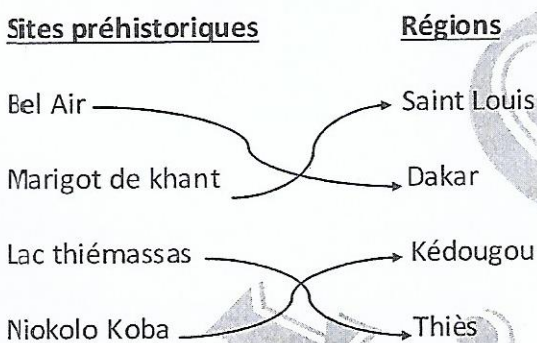 Sites préhistoriques Régions
Bel Air Saint Louis
Marigot de khant Dakar
Lac thiémassas Kédougou
Niokolo Koba Thiès